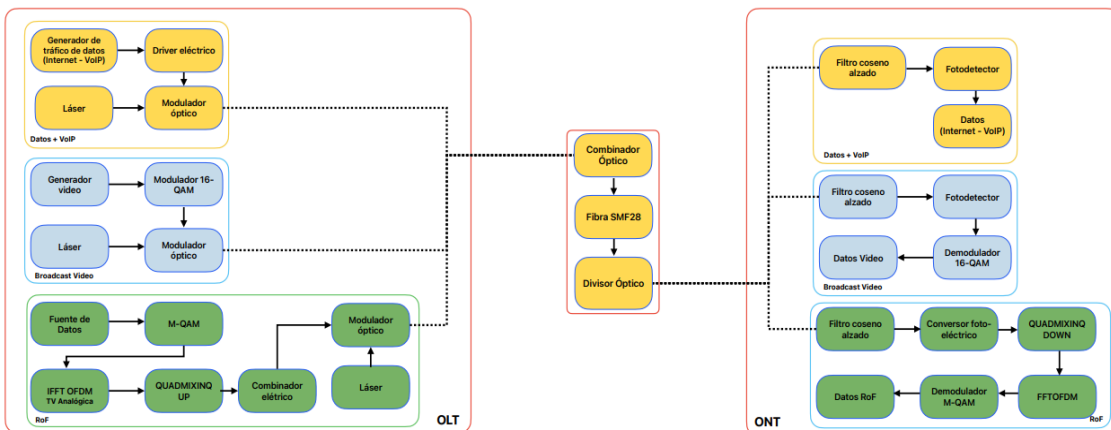 Generador de
tráfico de datos
(Internet - VoIP)
Driver eléctrico
Láser
Modulador
óptico
Datos + VoIP
Generador
video
Modulador 16-
QAM
Láser
Modulador
óptico
Broadcast Video
Fuente de
Datos
M-QAM
Modulador
óptico
IFFT OFDM
TV Analógica
QUADMIXINQ
UP
Combinador
elétrico
Láser
RoF
OLT
Combinador
Óptico
Fibra SMF28
Divisor Óptico
Filtro coseno
alzado
Fotodetector
Datos
(Internet - VoIP)
Datos + VoIP
Filtro coseno
alzado
Fotodetector
Datos Video
Demodulador
16-QAM
Broadcast Video
Filtro coseno
alzado
Conversor foto-
eléctrico
QUADMIXINQ
DOWN
Datos RoF
Demodulador
M-QAM
FFTOFDM
RoF
ONT